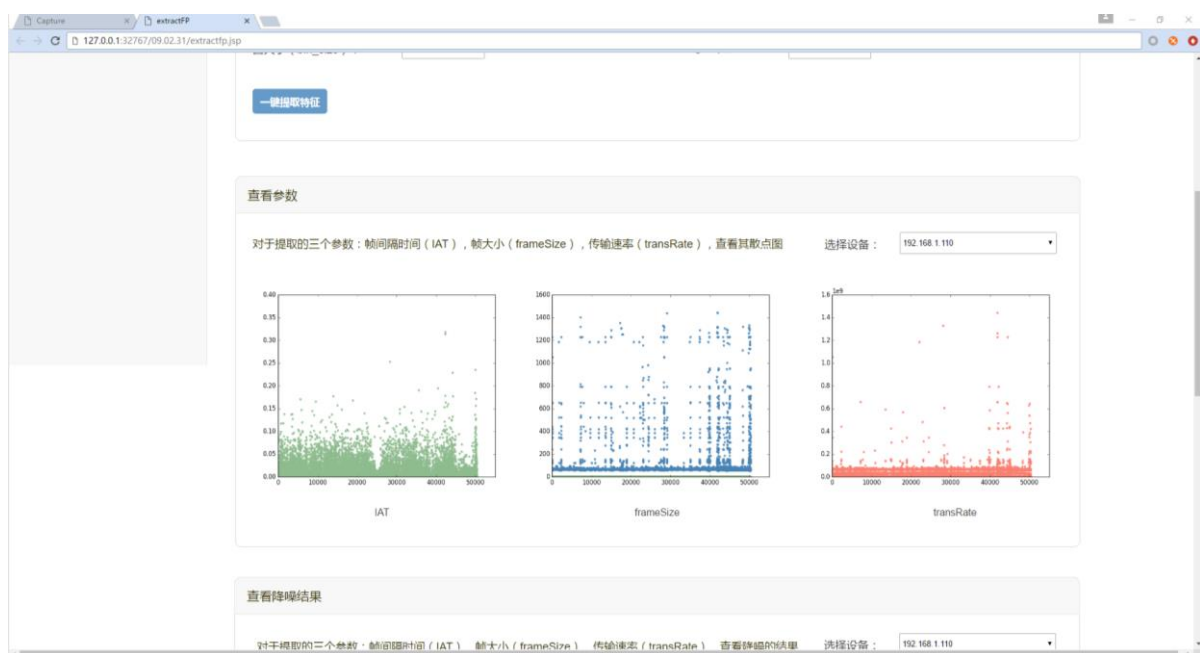 Capture
extractFP
127.0.0.1:32767/09.02.31/extractfp.jsp
一键提取特征
查看参数
对于提取的三个参数：帧间隔时间（IAT），帧大小（frameSize），传输速率（transRate），查看其散点图
选择设备：
192.168.1.110
0.40
0.35
0.30
0.25
0.20
0.15
0.10
0.05
0.00
0 10000 20000 30000 40000 50000
IAT
1600
1400
1200
1000
800
600
400
200
0
0 10000 20000 30000 40000 50000
frameSize
1.6
1.4
1.2
1.0
0.8
0.6
0.4
0.2
0.0
0 10000 20000 30000 40000 50000
transRate
查看降噪结果
对于提取的三个参数：帧间隔时间（IAT），帧大小（frameSize），传输速率（transRate），查看降噪的结果
选择设备：
192.168.1.110